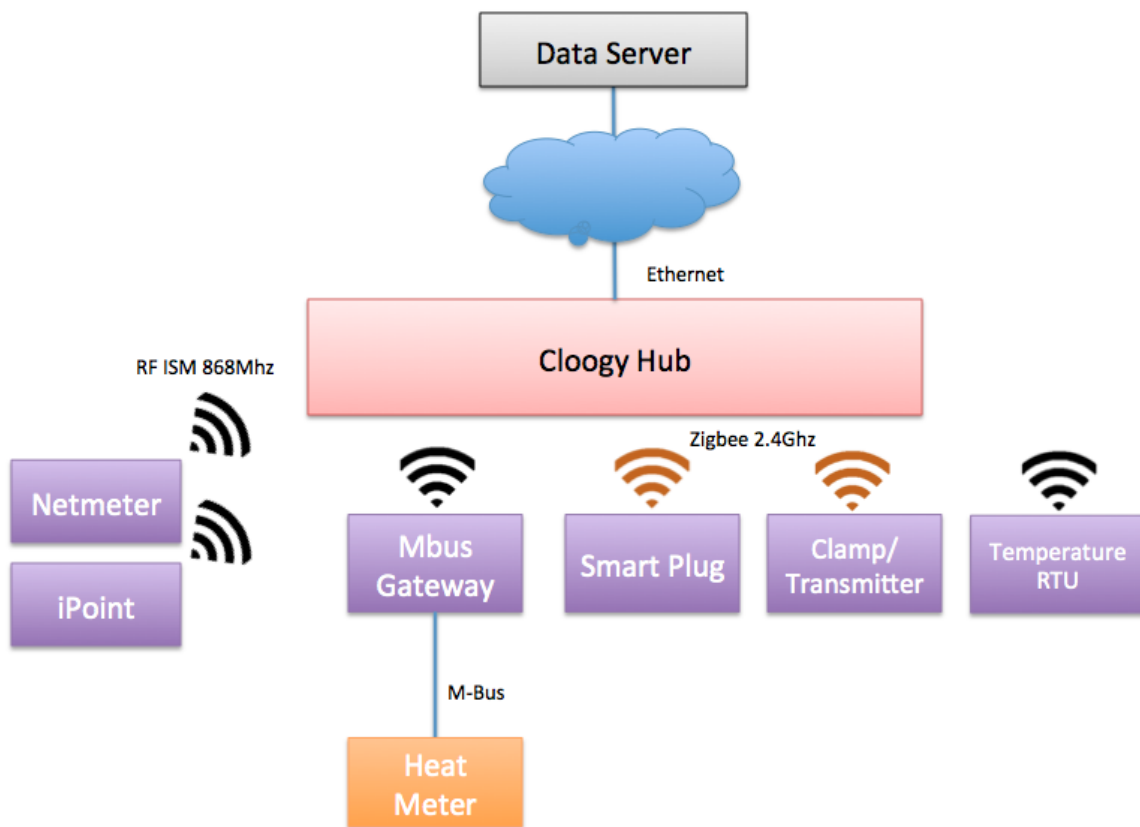 Data Server
Ethernet
Cloogy Hub
RF ISM 868Mhz
Zigbee 2.4Ghz
Netmeter
iPoint
Mbus
Gateway
Smart Plug
Clamp/
Transmitter
Temperature
RTU
M-Bus
Heat
Meter